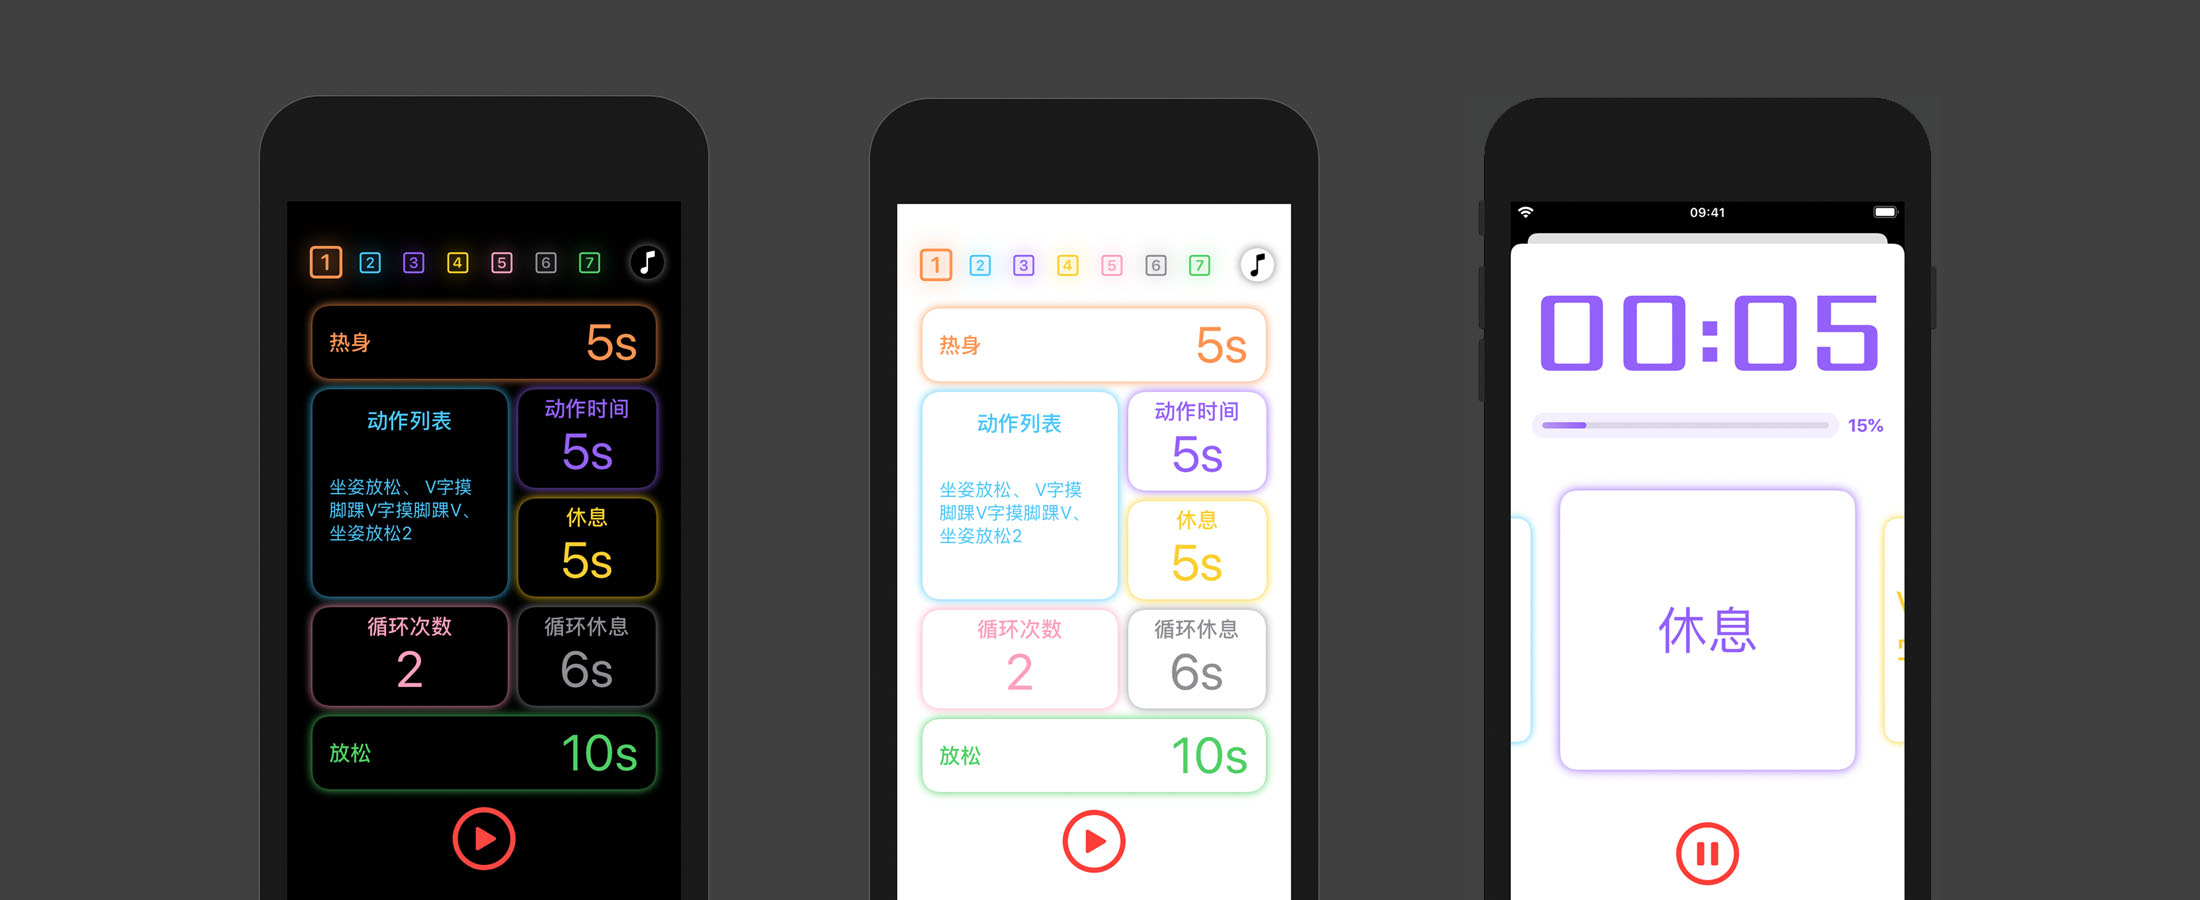 1 2 3 4 5 6 7
热身 5s
动作列表
坐姿放松、 V字摸
脚踝V字摸脚踝V、
坐姿放松2
动作时间
5s
休息
5s
循环次数
2
循环休息
6s
放松 10s
1 2 3 4 5 6 7
热身 5s
动作列表
坐姿放松、 V字摸
脚踝V字摸脚踝V、
坐姿放松2
动作时间
5s
休息
5s
循环次数
2
循环休息
6s
放松 10s
09:41
00:05
15%
休息